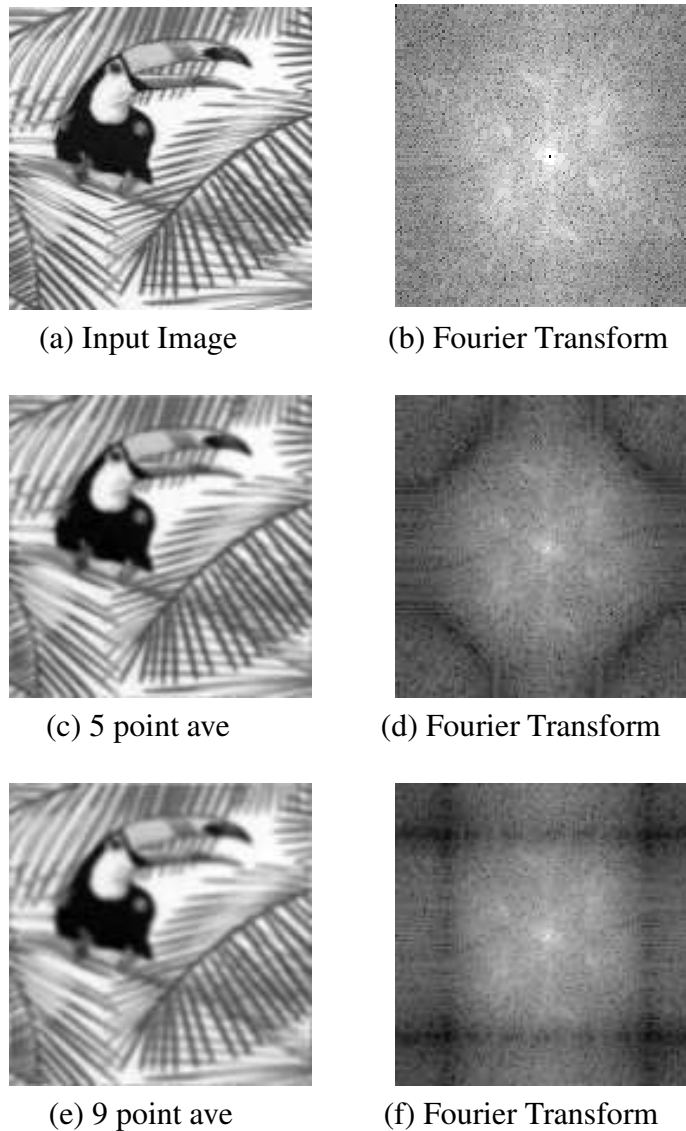 (a) Input Image
(b) Fourier Transform
(c) 5 point ave
(d) Fourier Transform
(e) 9 point ave
(f) Fourier Transform